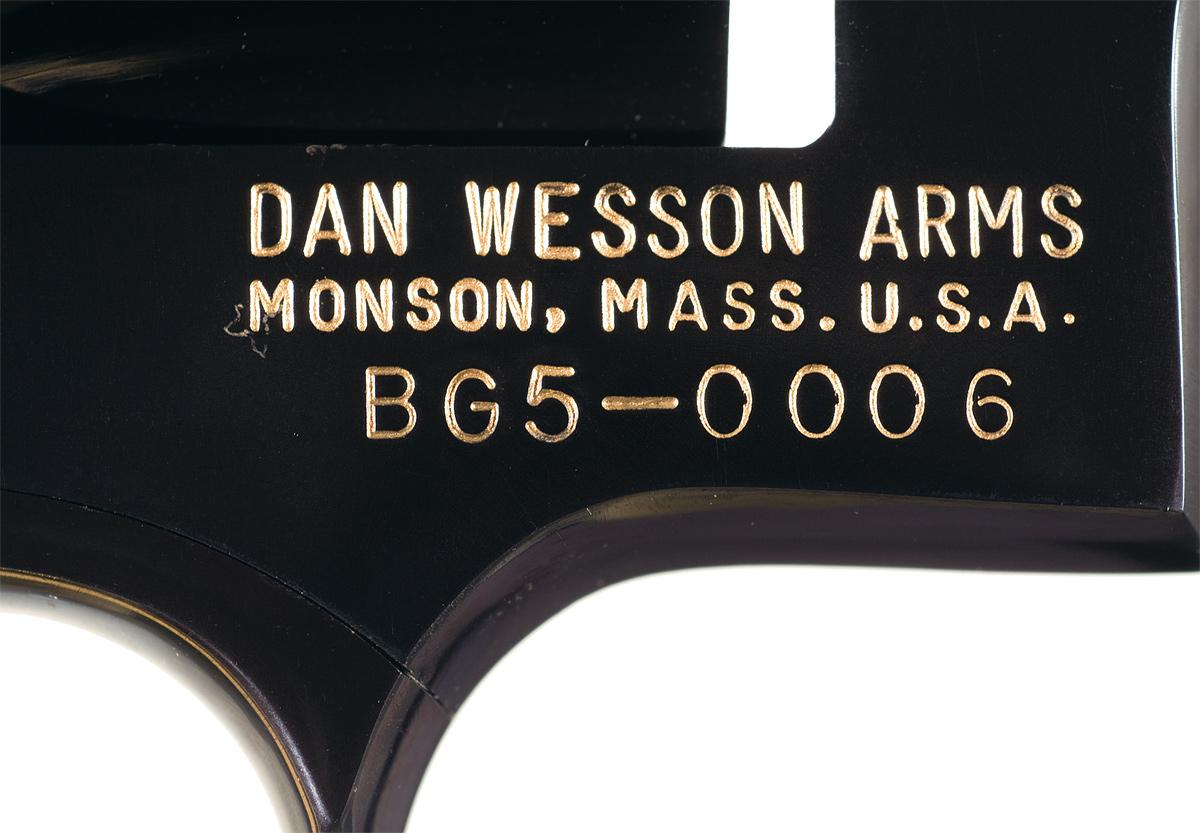 DAN WESSON ARMS
MONSON, MASS. U.S.A.
BG5-0006